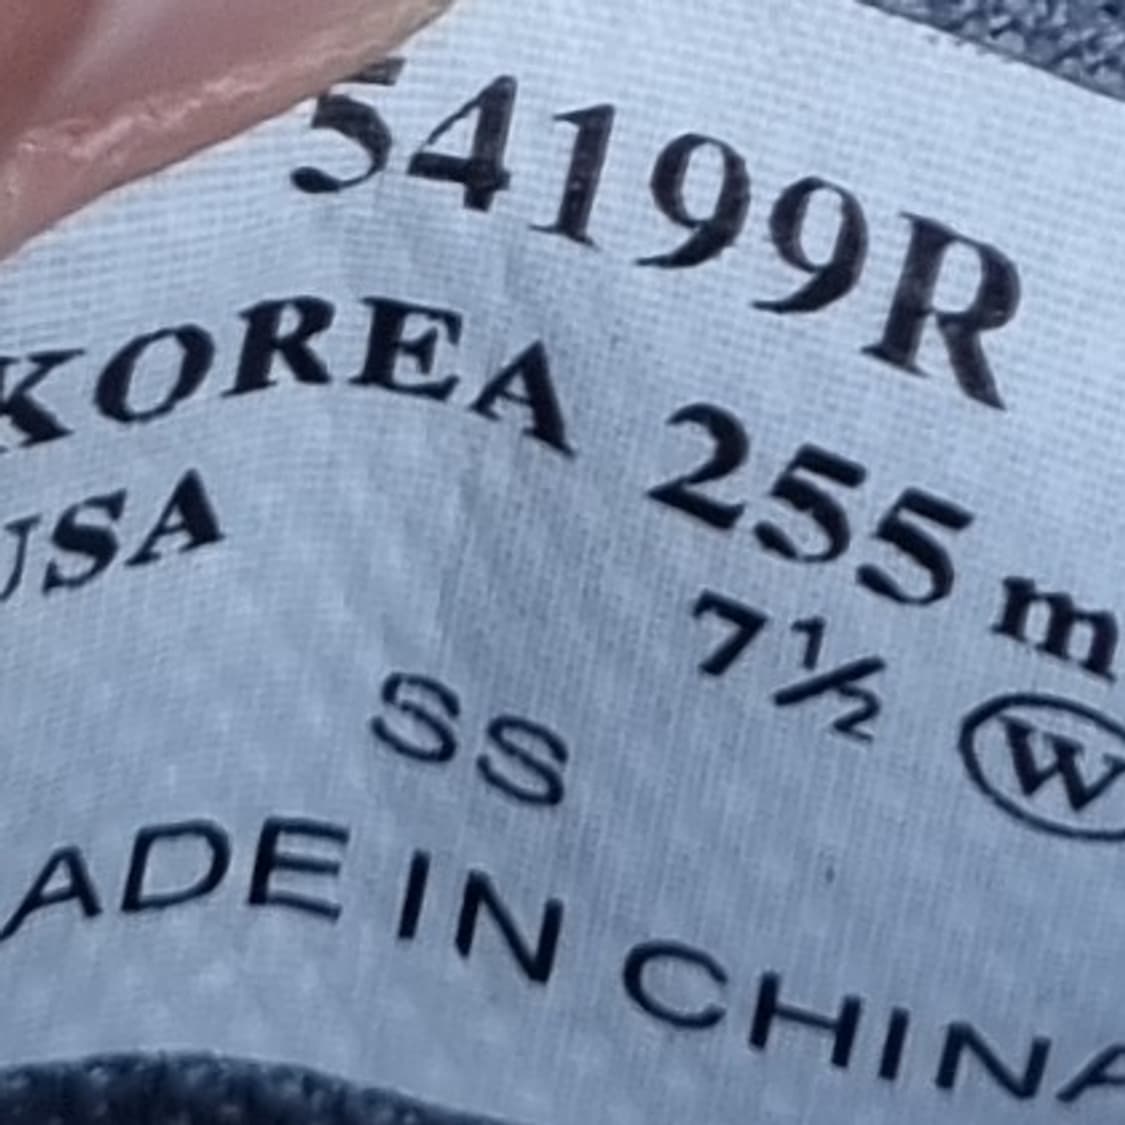 54199R
KOREA 255 m
USA 7½ W
SS
ADE IN CHINA